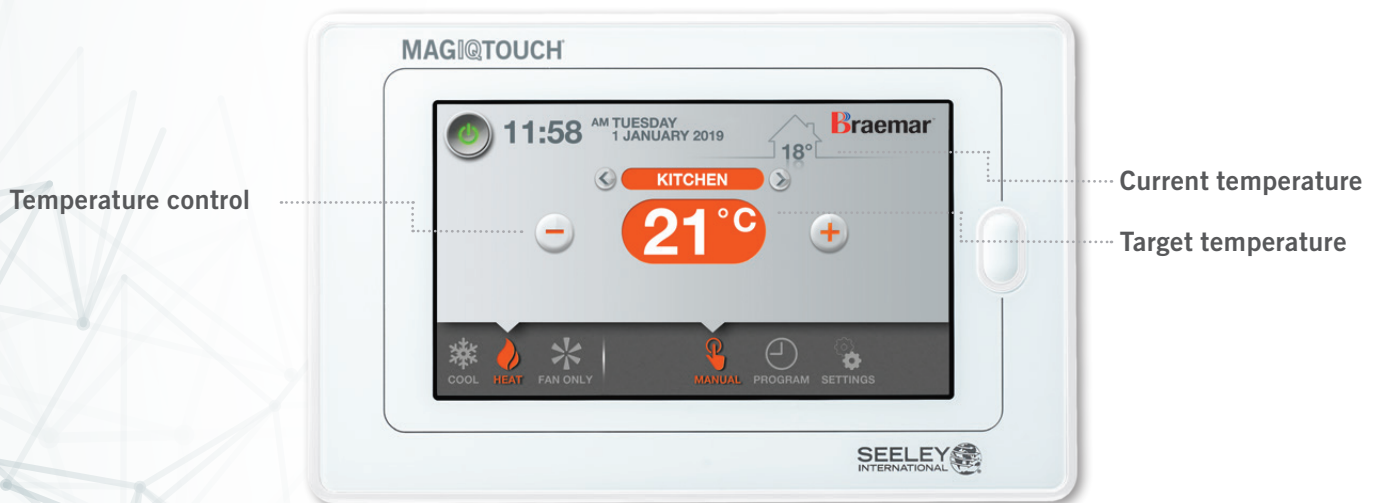 MAGIQTOUCH
11:58 AM TUESDAY
1 JANUARY 2019
Braemar
18°
KITCHEN
Temperature control
Current temperature
− 21°C +
Target temperature
COOL HEAT FAN ONLY MANUAL PROGRAM SETTINGS
SEELEY
INTERNATIONAL